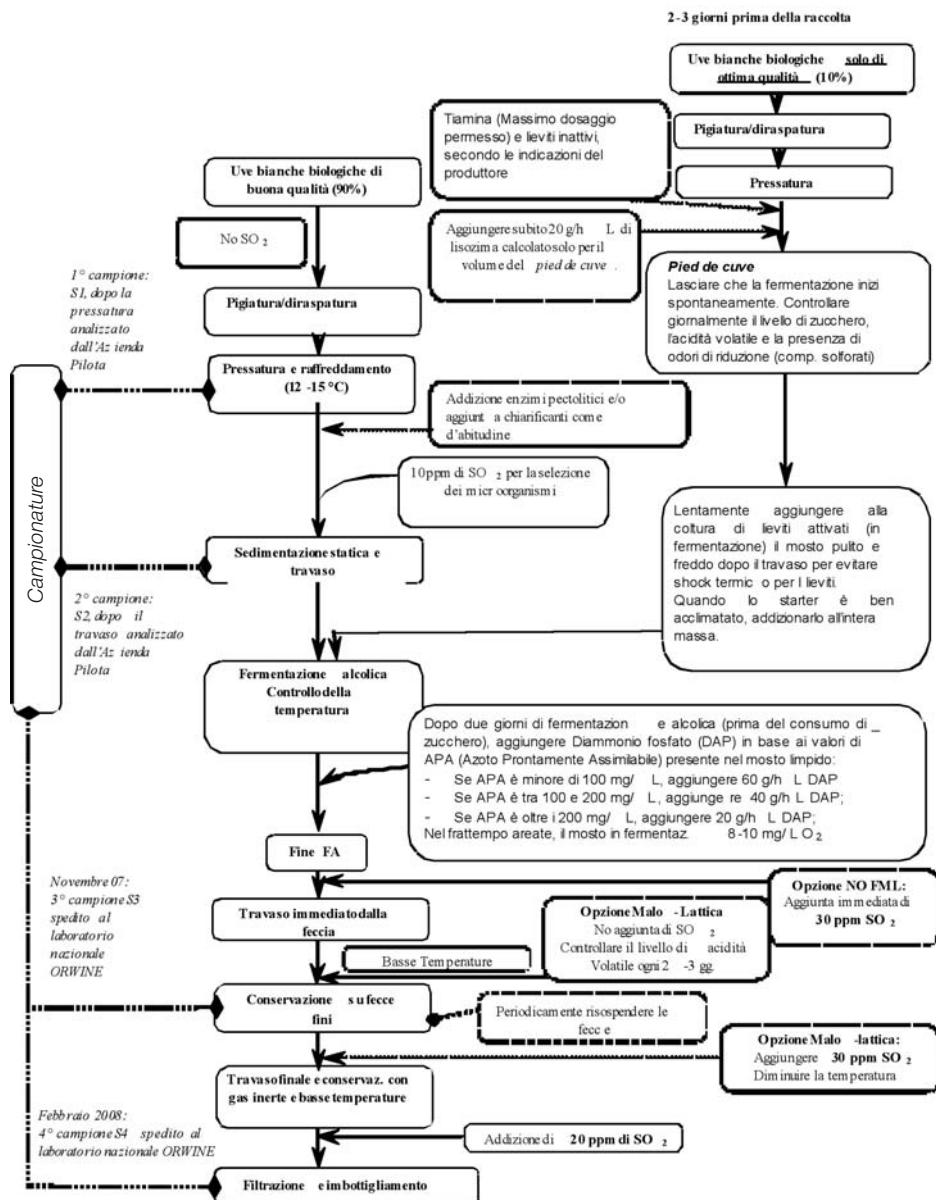 2-3 giorni prima della raccolta
Uve bianche biologiche solo di
ottima qualità (10%)
Tiamina (Massimo dosaggio
permesso) e lieviti inattivi,
secondo le indicazioni del
produttore
Pigiatura/diraspatura
Pressatura
Uve bianche biologiche di
buona qualità (90%)
No SO 2
Aggiungere subito 20 g/h L di
lisozima calcolato solo per il
volume del pied de cuve .
Pied de cuve
Lasciare che la fermentazione inizi
spontaneamente. Controllare
giornalmente il livello di zucchero,
l'acidità volatile e la presenza di
odori di riduzione (comp. solforati)
1° campione:
S1, dopo la
pressatura
analizzato
dall'Az ienda
Pilota
Pigiatura/diraspatura
Pressatura e raffreddamento
(12 -15 °C)
Addizione enzimi pectolitici e/o
aggiunt a chiarificanti come
d'abitudine
10ppm di SO 2 per la selezione
dei micr oorganismi
Campionature
Sedimentazione statica e
travaso
Lentamente aggiungere alla
coltura di lieviti attivati (in
fermentazione) il mosto pulito e
freddo dopo il travaso per evitare
shock termic o per I lieviti.
Quando lo starter è ben
acclimatato, addizionarlo all'intera
massa.
2° campione:
S2, dopo il
travaso analizzato
dall'Az ienda
Pilota
Fermentazione alcolica
Controllo della
temperatura
Dopo due giorni di fermentazion e alcolica (prima del consumo di _
zucchero), aggiungere Diammonio fosfato (DAP) in base ai valori di
APA (Azoto Prontamente Assimilabile) presente nel mosto limpido:
- Se APA è minore di 100 mg/ L, aggiungere 60 g/h L DAP
- Se APA è tra 100 e 200 mg/ L, aggiunge re 40 g/h L DAP;
- Se APA è oltre i 200 mg/ L, aggiungere 20 g/h L DAP;
Nel frattempo areate, il mosto in fermentaz. 8-10 mg/ L O2
Fine FA
Opzione NO FML:
Aggiunta immediata di
30 ppm SO 2
Novembre 07:
3° campione S3
spedito al
laboratorio
nazionale
ORWINE
Travaso immediato dalla
feccia
Opzione Malo - Lattica
No aggiunta di SO 2
Controllare il livello di acidità
Volatile ogni 2 -3 gg.
Basse Temperature
Conservazione su fecce
fini
Periodicamente risospendere le
fecc e
Opzione Malo -lattica:
Aggiungere 30 ppm SO 2
Diminuire la temperatura
Travaso finale e conservaz. con
gas inerte e basse temperature
Febbraio 2008:
4° campione S4 spedito al
laboratorio nazionale ORWINE
Addizione di 20 ppm di SO 2
Filtrazione e imbottigliamento